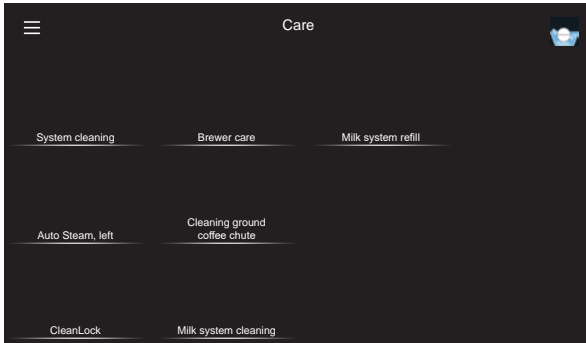 Care
System cleaning
Brewer care
Milk system refill
Auto Steam, left
Cleaning ground
coffee chute
CleanLock
Milk system cleaning